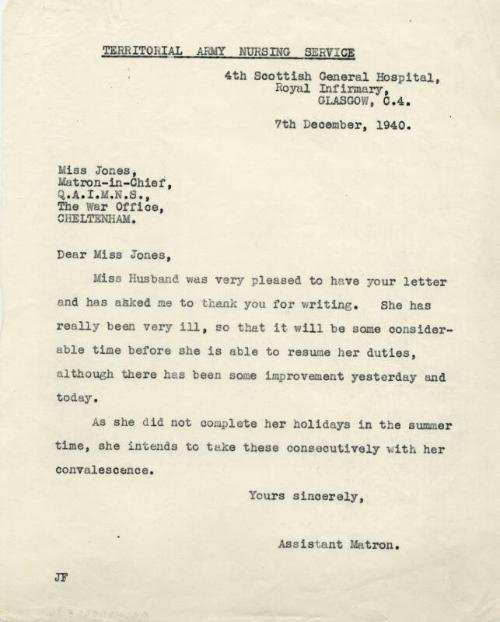 TERRITORIAL ARMY NURSING SERVICE
4th Scottish General Hospital,
Royal Infirmary,
GLASGOW, C.4.
7th December, 1940.
Miss Jones,
Matron-in-Chief,
Q.A.I.M.N.S.,
The War Office,
CHELTENHAM.
Dear Miss Jones,
Miss Husband was very pleased to have your letter
and has asked me to thank you for writing. She has
really been very ill, so that it will be some consider-
able time before she is able to resume her duties,
although there has been some improvement yesterday and
today.
As she did not complete her holidays in the summer
time, she intends to take these consecutively with her
convalescence.
Yours sincerely,
Assistant Matron.
JF